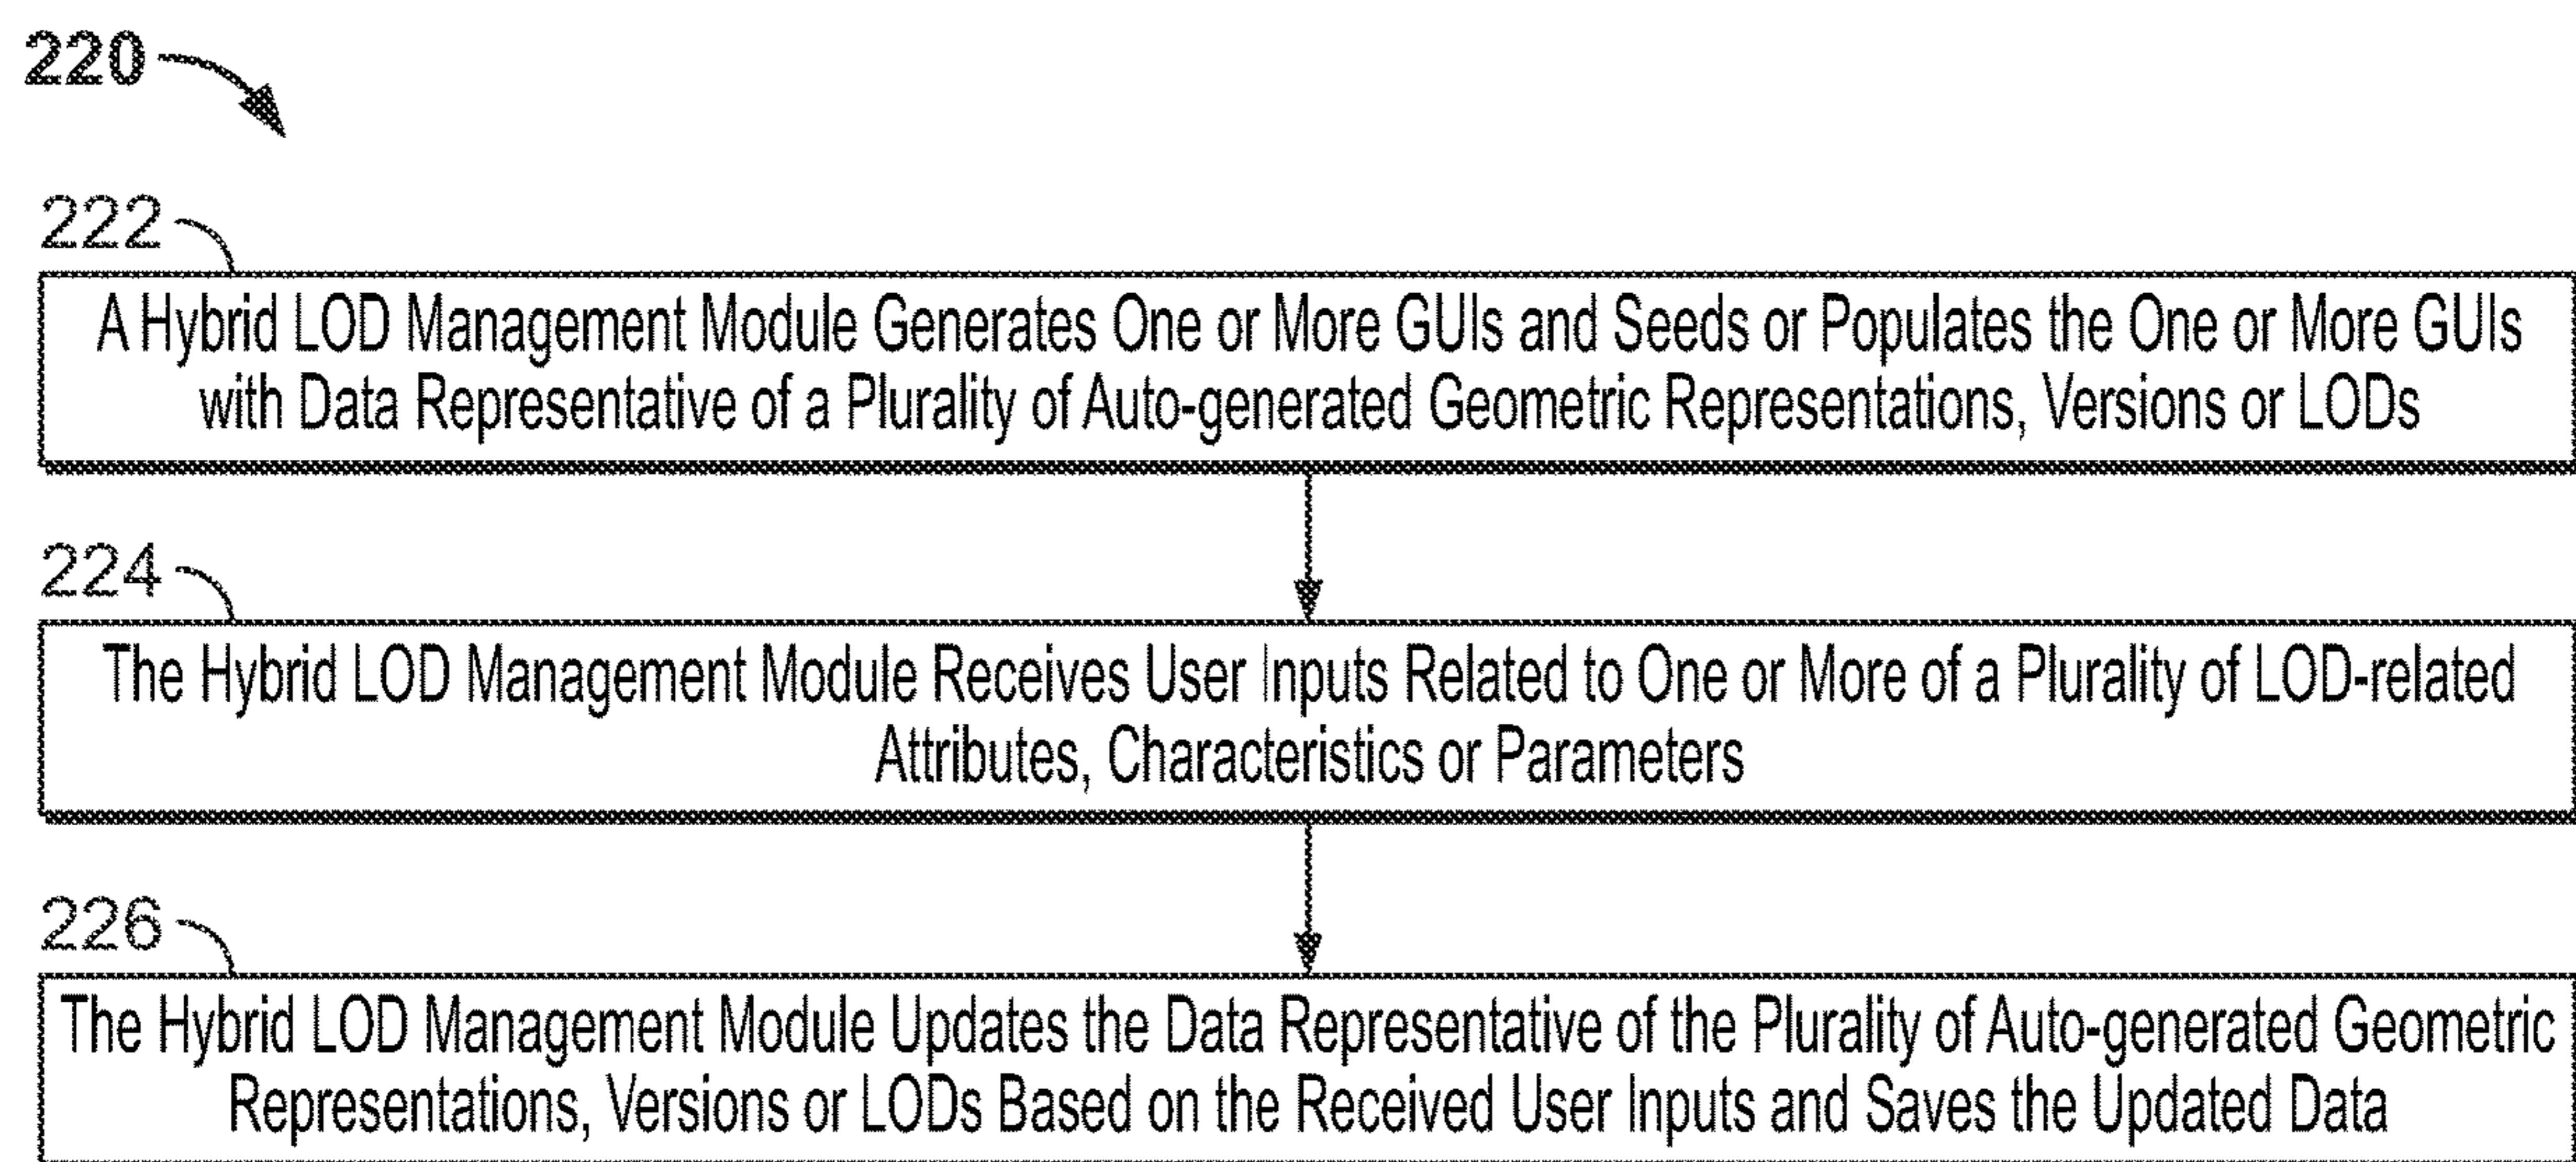 220
222
A Hybrid LOD Management Module Generates One or More GUIs and Seeds or Populates the One or More GUIs
with Data Representative of a Plurality of Auto-generated Geometric Representations, Versions or LODs
224
The Hybrid LOD Management Module Receives User Inputs Related to One or More of a Plurality of LOD-related
Attributes, Characteristics or Parameters
226
The Hybrid LOD Management Module Updates the Data Representative of the Plurality of Auto-generated Geometric
Representations, Versions or LODs Based on the Received User Inputs and Saves the Updated Data